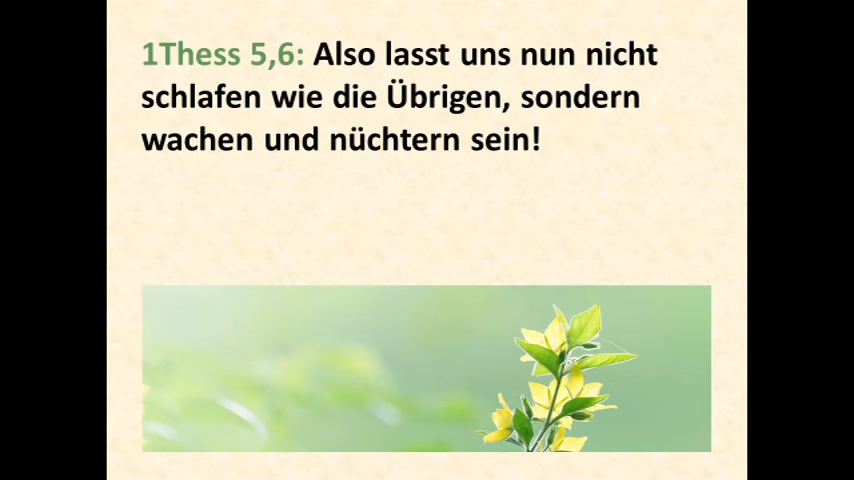 1Thess 5,6: Also lasst uns nun nicht
schlafen wie die Übrigen, sondern
wachen und nüchtern sein!